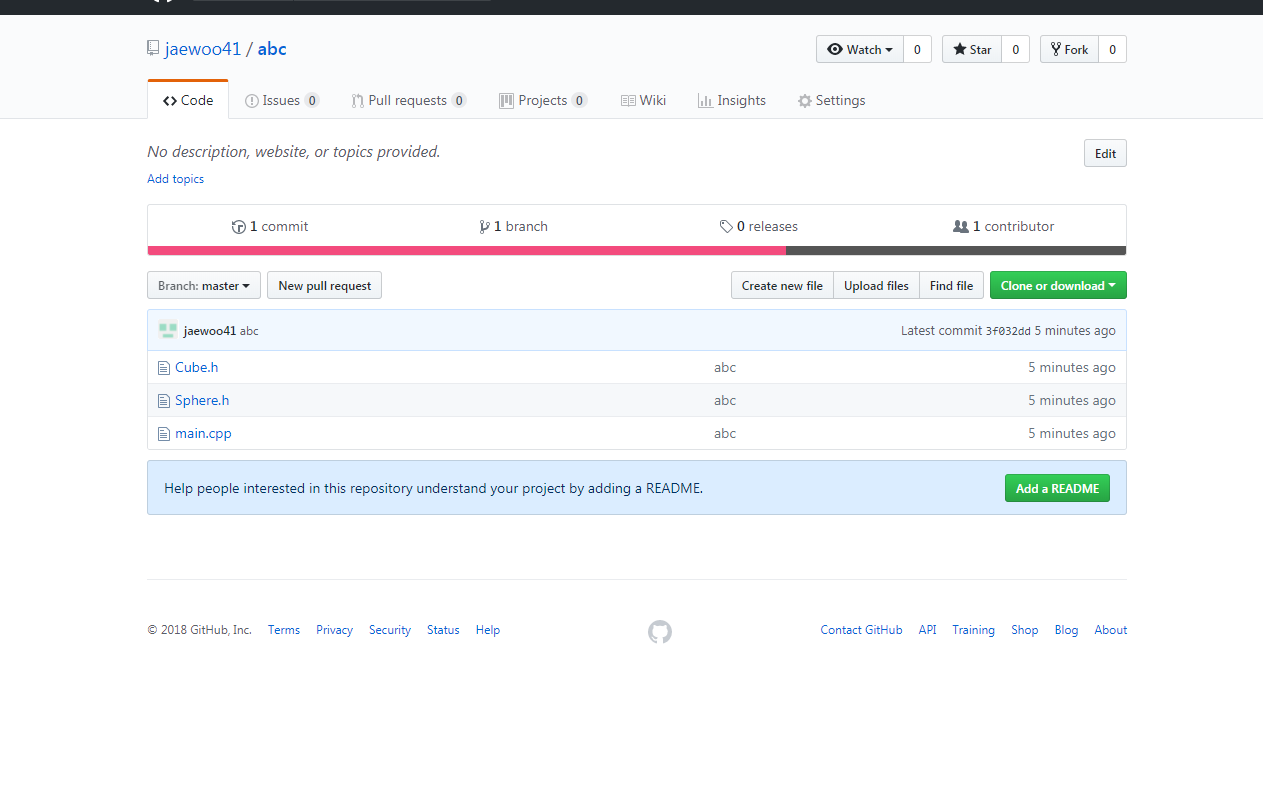 jaewoo41 / abc
Watch 0 Star 0 Fork 0
Code Issues 0 Pull requests 0 Projects 0 Wiki Insights Settings
No description, website, or topics provided.
Edit
Add topics
1 commit 1 branch 0 releases 1 contributor
Branch: master New pull request Create new file Upload files Find file Clone or download
jaewoo41 abc Latest commit 3f032dd 5 minutes ago
Cube.h abc 5 minutes ago
Sphere.h abc 5 minutes ago
main.cpp abc 5 minutes ago
Help people interested in this repository understand your project by adding a README. Add a README
© 2018 GitHub, Inc. Terms Privacy Security Status Help Contact GitHub API Training Shop Blog About